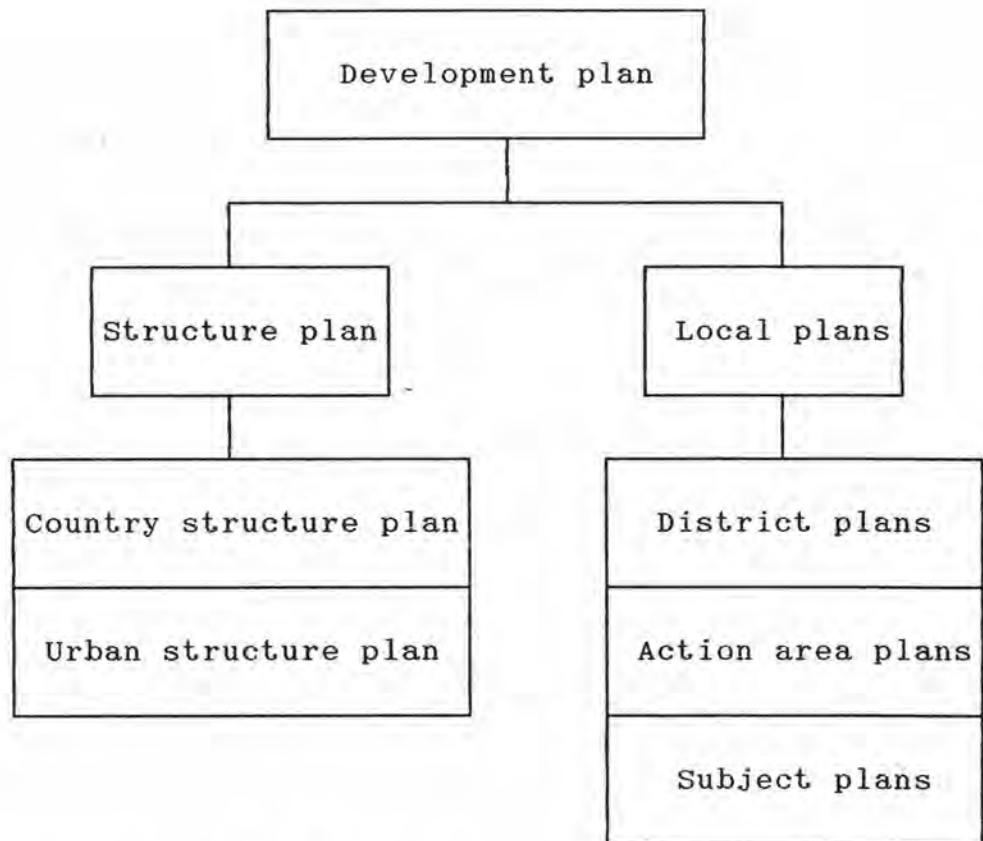 Development plan
Structure plan
Local plans
Country structure plan
Urban structure plan
District plans
Action area plans
Subject plans